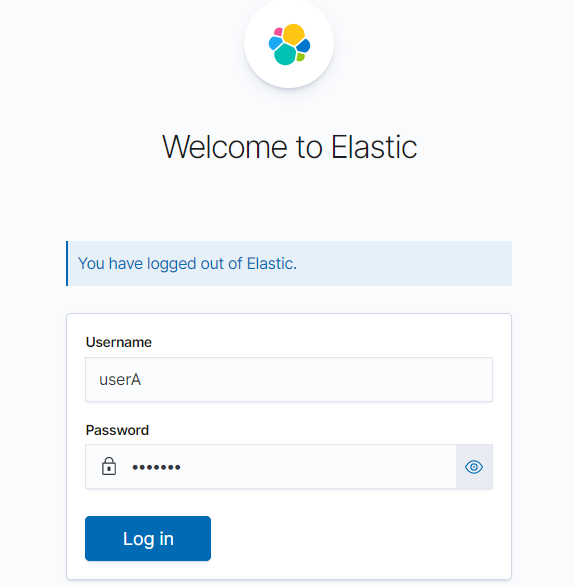 Welcome to Elastic
You have logged out of Elastic.
Username
userA
Password
•••••••
Log in